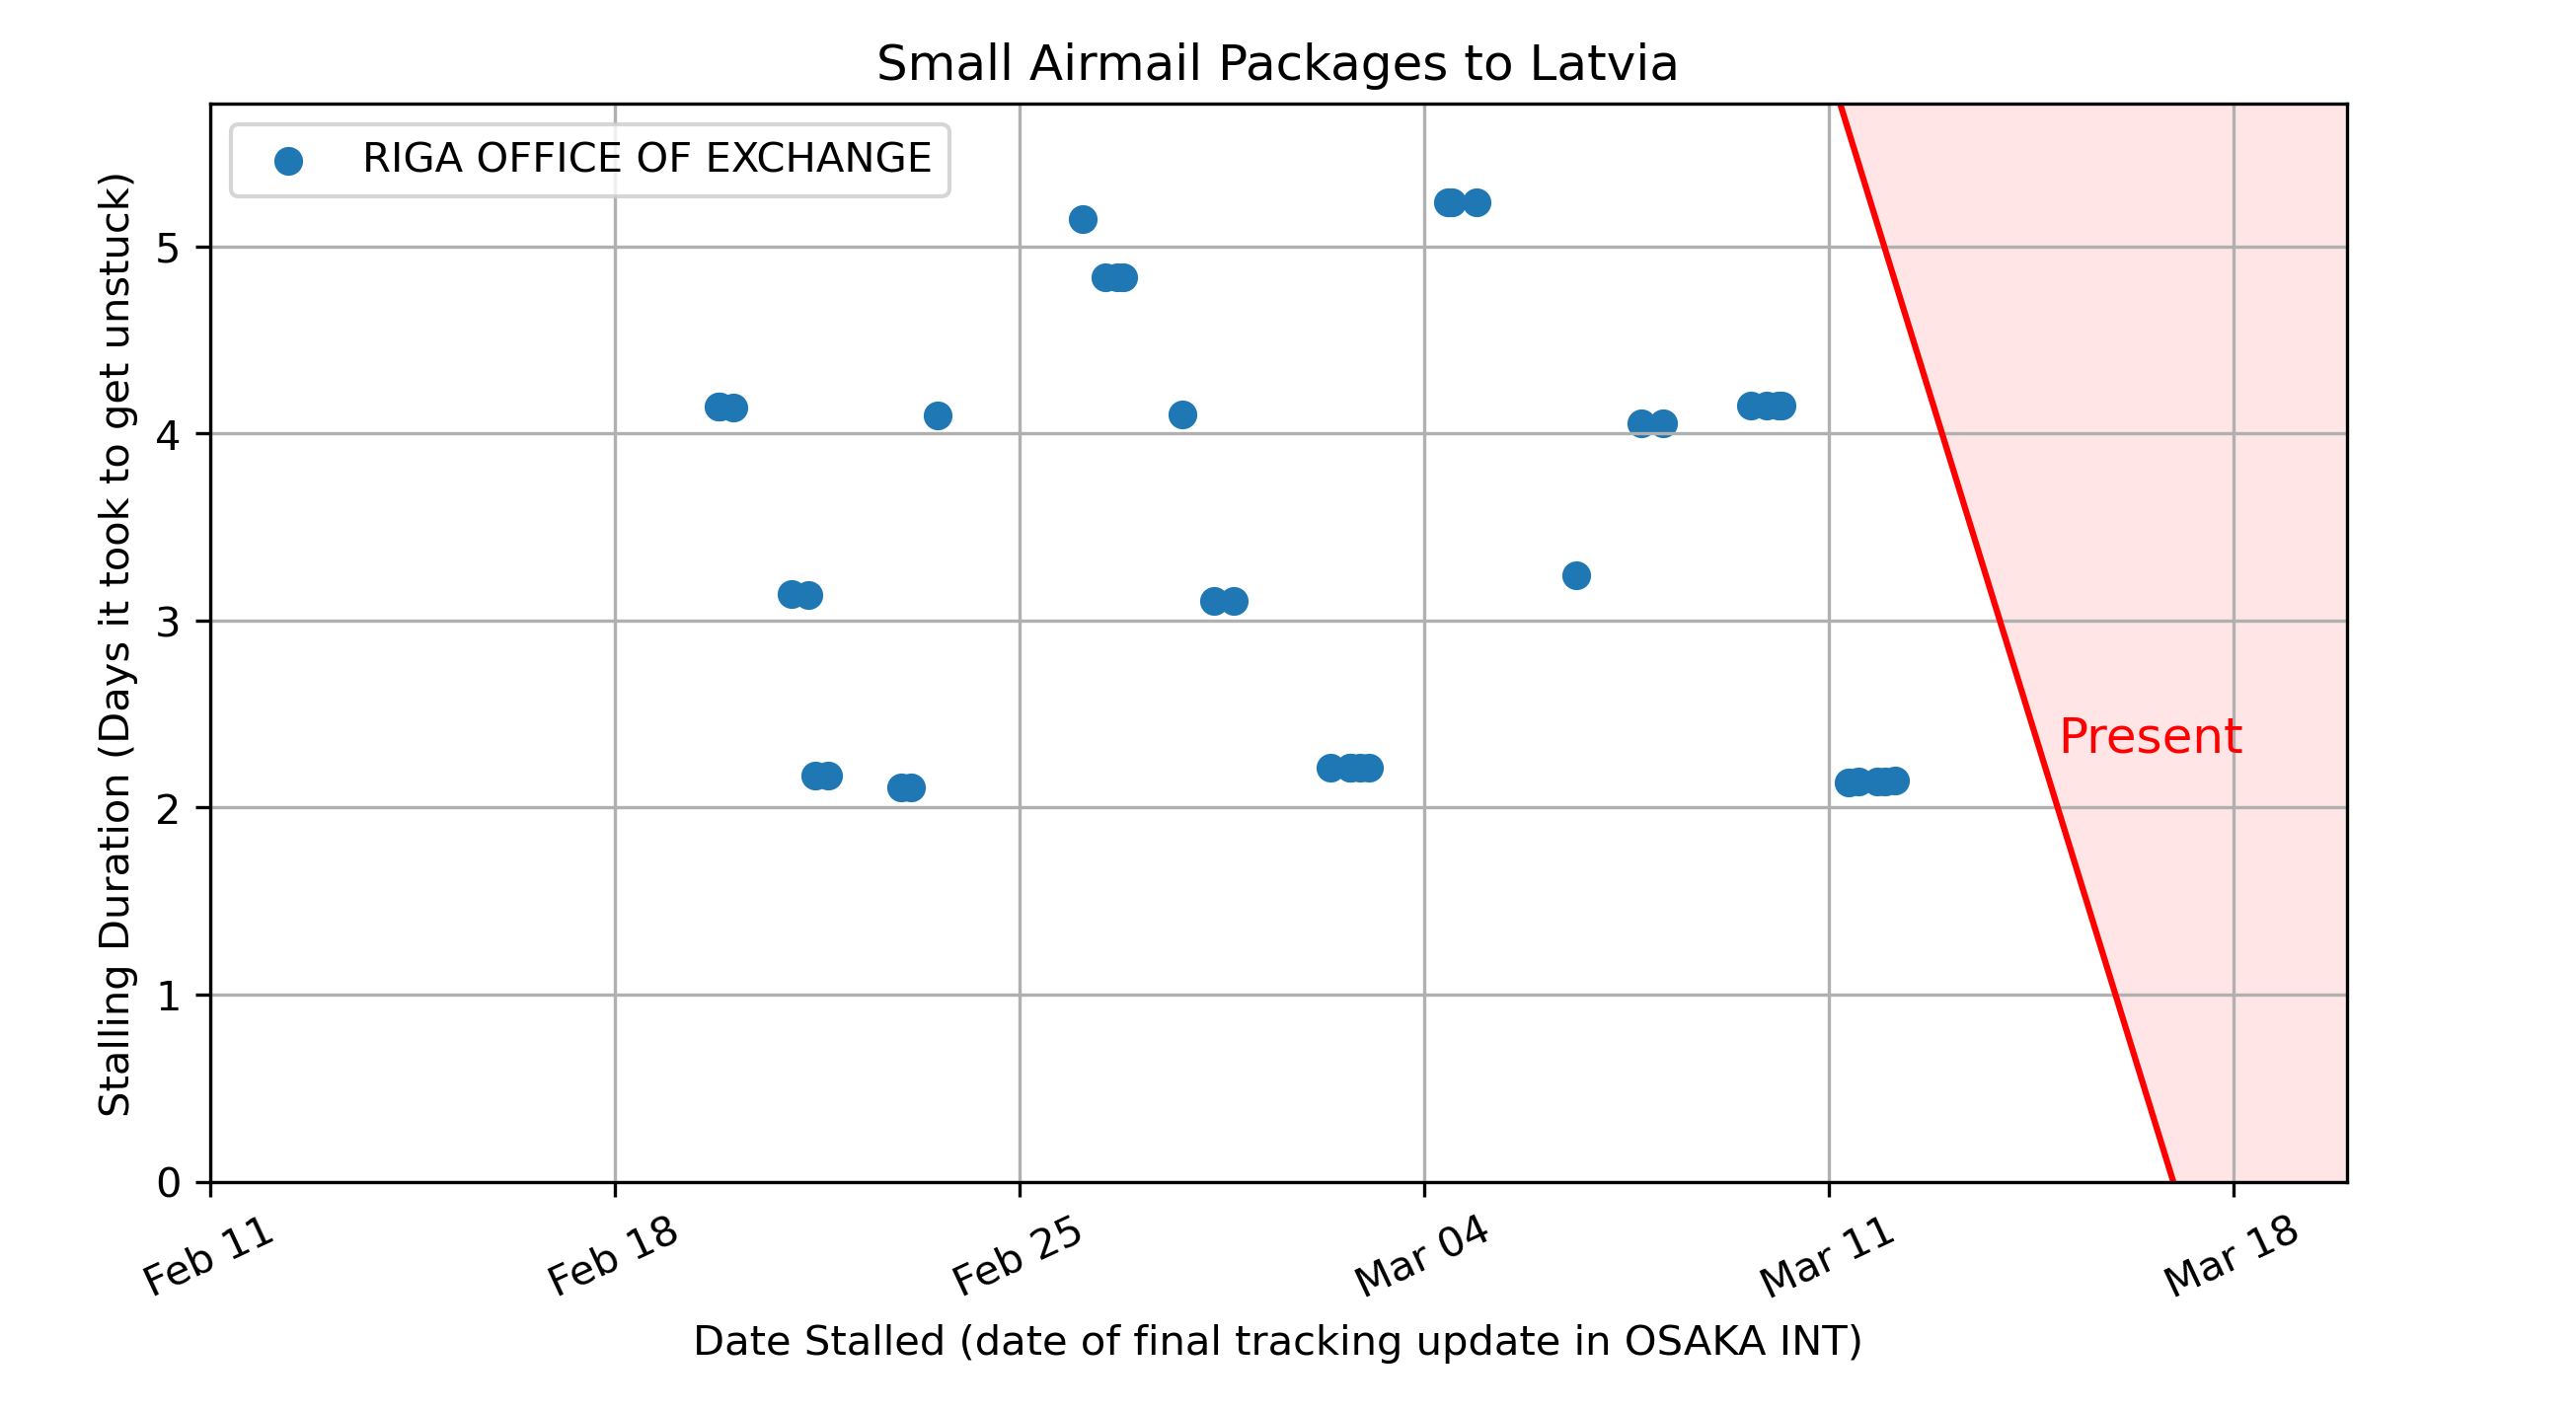 Small Airmail Packages to Latvia
RIGA OFFICE OF EXCHANGE
Stalling Duration (Days it took to get unstuck)
5
4
3
2
1
0
Present
Feb 11
Feb 18
Feb 25
Mar 04
Mar 11
Mar 18
Date Stalled (date of final tracking update in OSAKA INT)